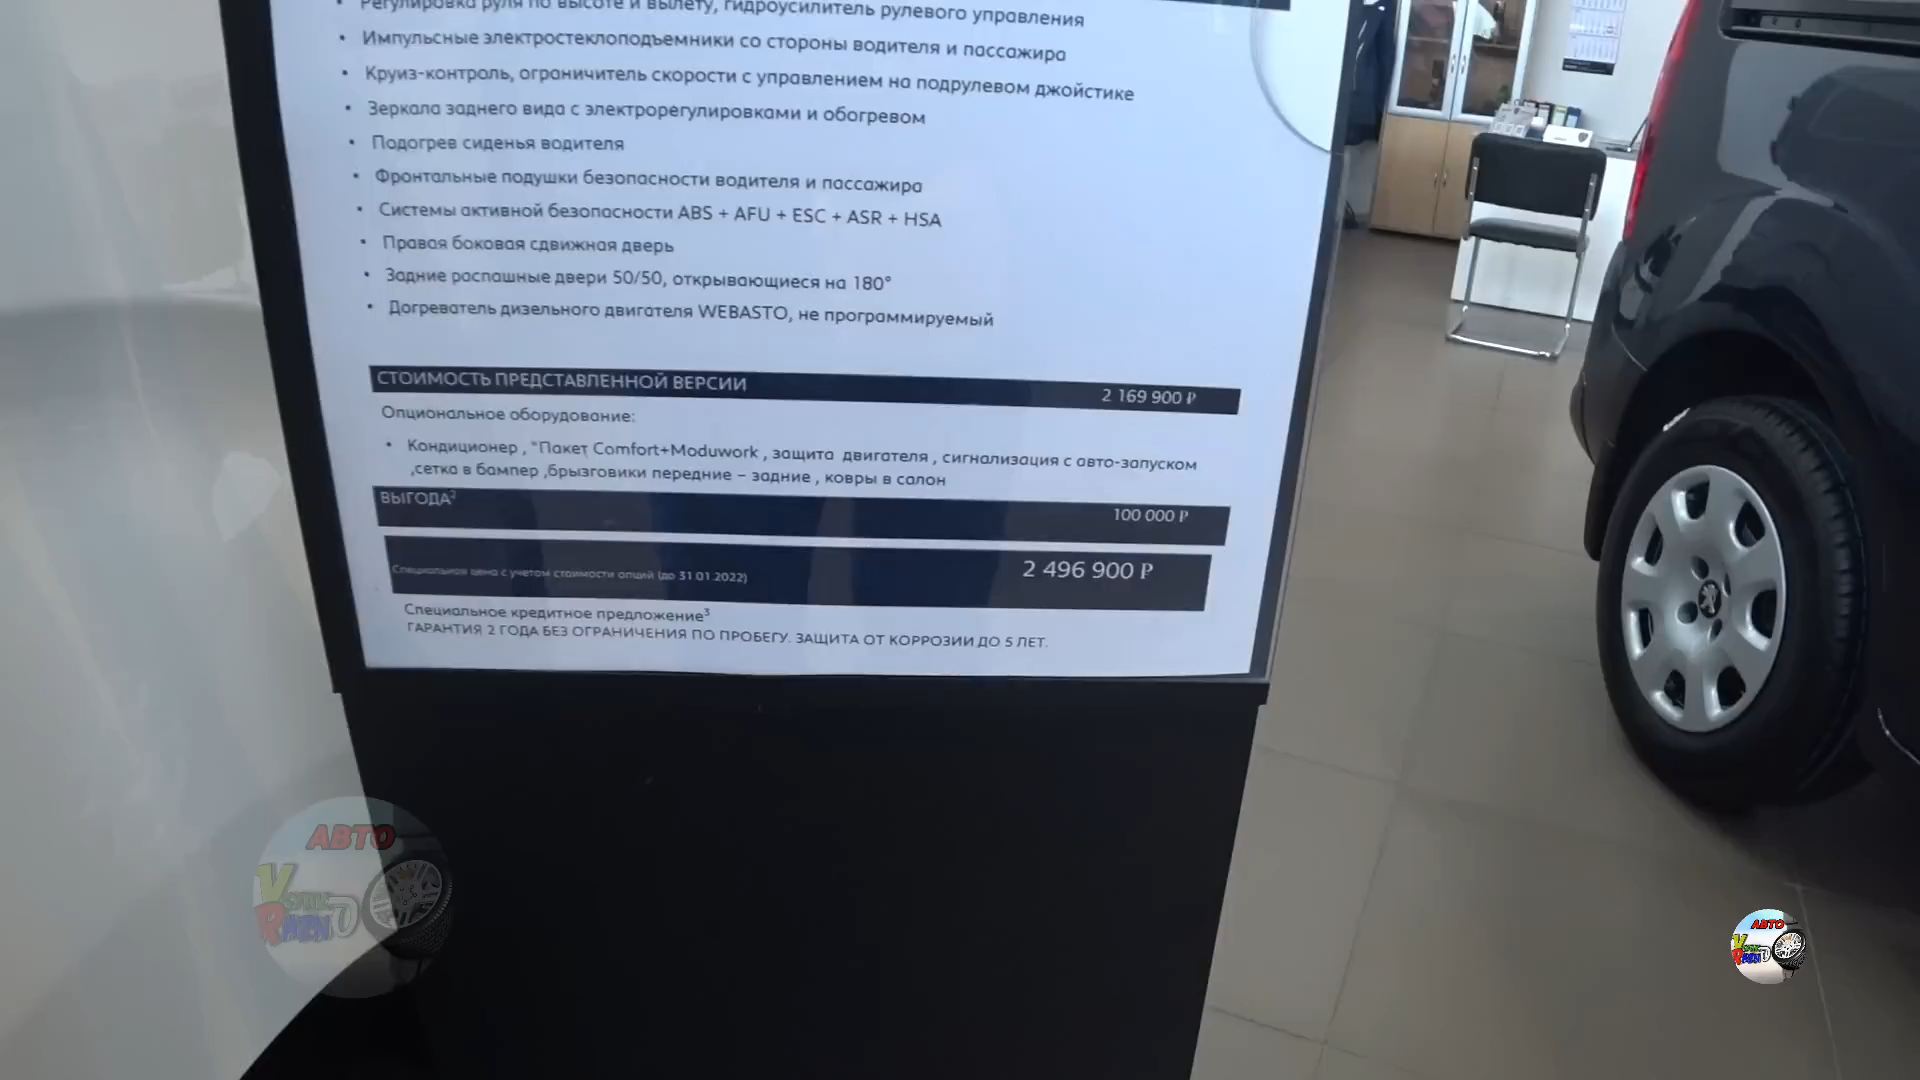 Регулировка руля по высоте и вылету, гидроусилитель рулевого управления
• Импульсные электростеклоподъемники со стороны водителя и пассажира
• Круиз-контроль, ограничитель скорости с управлением на подрулевом джойстике
• Зеркала заднего вида с электрорегулировками и обогревом
• Подогрев сиденья водителя
• Фронтальные подушки безопасности водителя и пассажира
• Системы активной безопасности ABS + AFU + ESC + ASR + HSA
• Правая боковая сдвижная дверь
• Задние распашные двери 50/50, открывающиеся на 180°
• Догреватель дизельного двигателя WEBASTO, не программируемый
СТОИМОСТЬ ПРЕДСТАВЛЕННОЙ ВЕРСИИ 2 169 900 ₽
Опциональное оборудование:
• Кондиционер , "Пакет Comfort+Moduwork , защита двигателя , сигнализация с авто-запуском
,сетка в бампер ,брызговики передние – задние , ковры в салон
ВЫГОДА² 100 000 ₽
Специальная цена с учетом стоимости опций (до 31.01.2022) 2 496 900 ₽
Специальное кредитное предложение³
ГАРАНТИЯ 2 ГОДА БЕЗ ОГРАНИЧЕНИЯ ПО ПРОБЕГУ. ЗАЩИТА ОТ КОРРОЗИИ ДО 5 ЛЕТ.
АВТО
АВТО